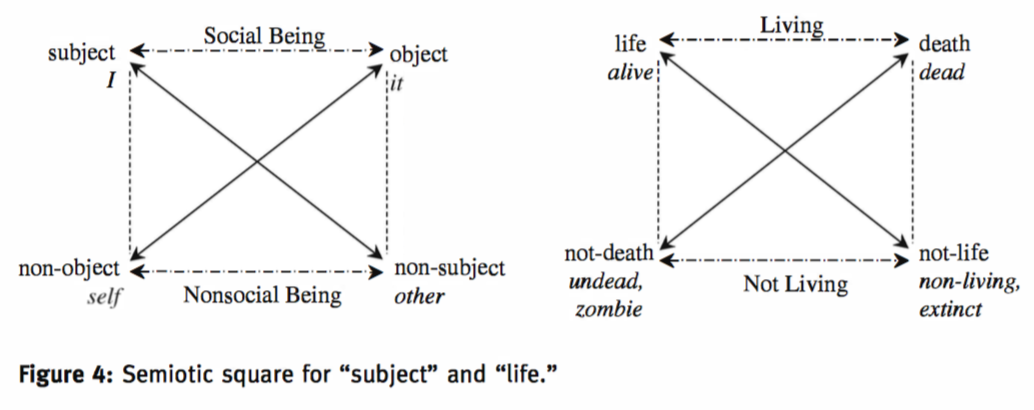 Social Being
subject object
I it
non-object non-subject
self Nonsocial Being other
Living
life death
alive dead
not-death not-life
undead, Not Living non-living,
zombie extinct
Figure 4: Semiotic square for “subject” and “life.”